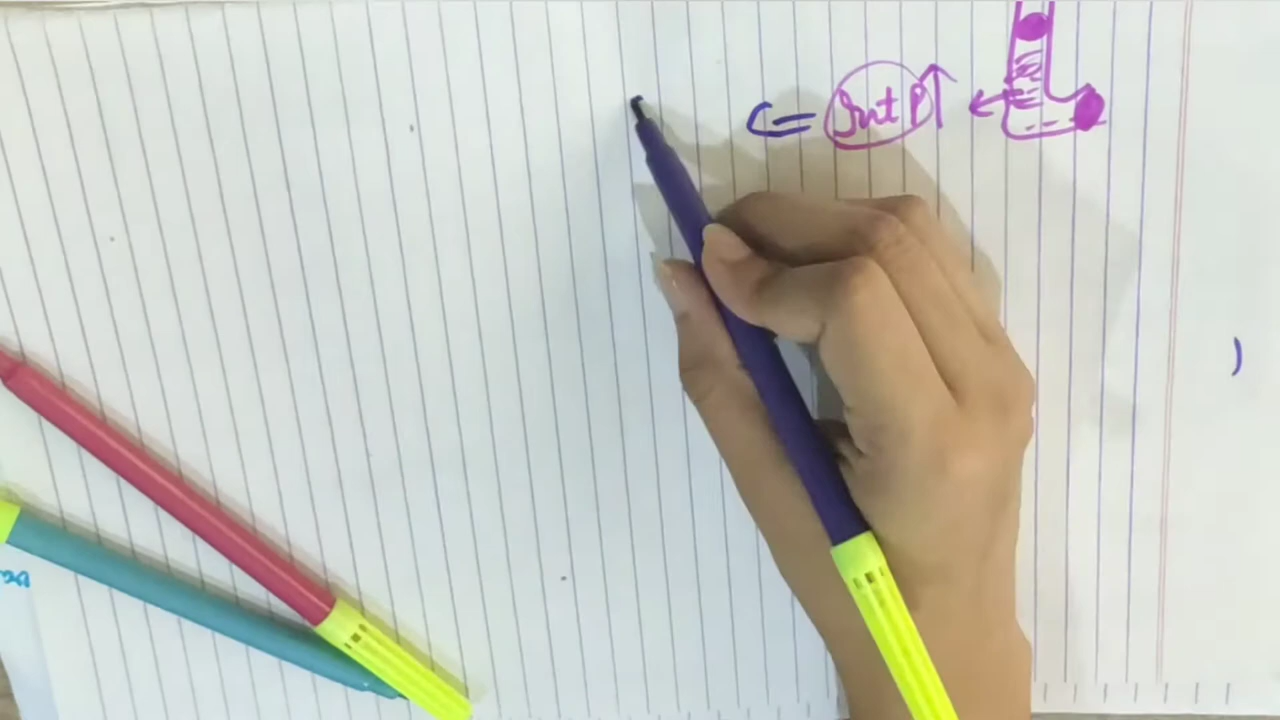 <= Int P↑ ←
)